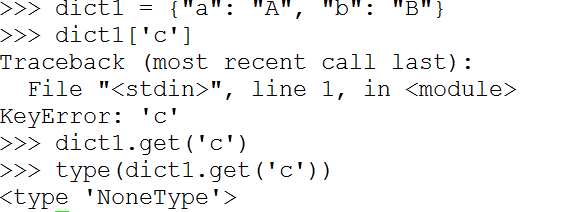 >>> dict1 = {"a": "A", "b": "B"}
>>> dict1['c']
Traceback (most recent call last):
  File "<stdin>", line 1, in <module>
KeyError: 'c'
>>> dict1.get('c')
>>> type(dict1.get('c'))
<type 'NoneType'>